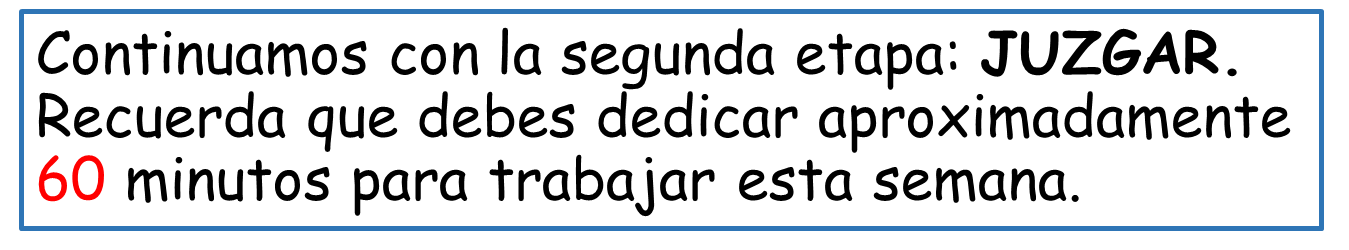 Continuamos con la segunda etapa: JUZGAR.
Recuerda que debes dedicar aproximadamente
60 minutos para trabajar esta semana.